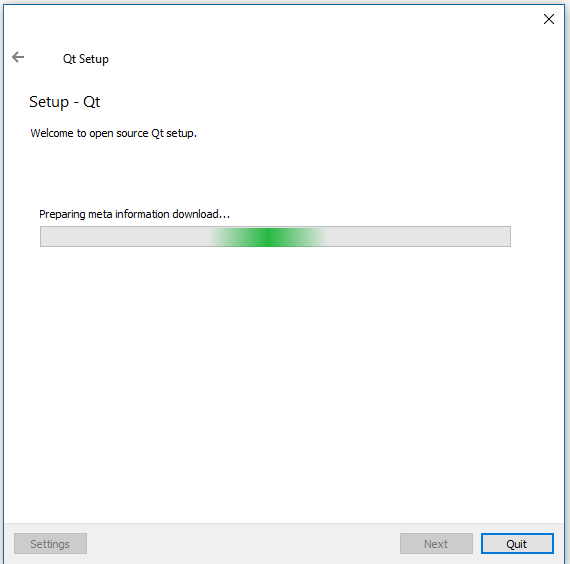 Qt Setup
Setup - Qt
Welcome to open source Qt setup.
Preparing meta information download...
Settings
Next
Quit